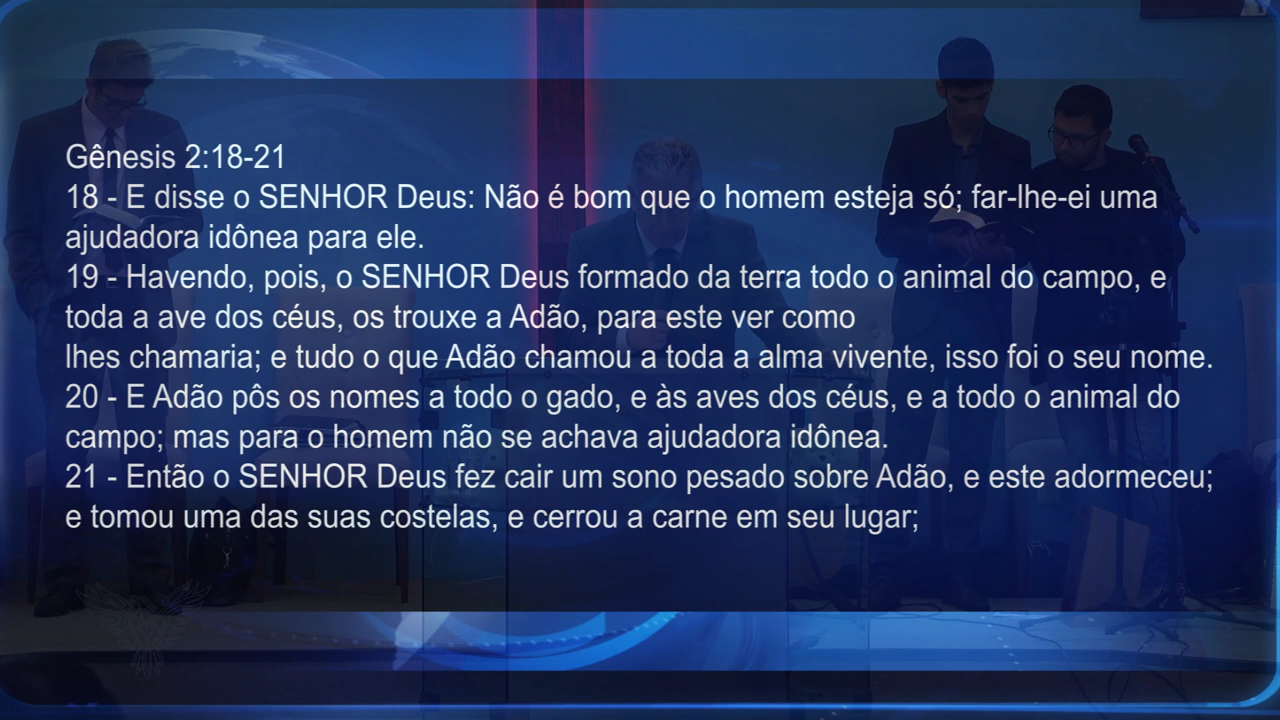 Gênesis 2:18-21
18 - E disse o SENHOR Deus: Não é bom que o homem esteja só; far-lhe-ei uma
ajudadora idônea para ele.
19 - Havendo, pois, o SENHOR Deus formado da terra todo o animal do campo, e
toda a ave dos céus, os trouxe a Adão, para este ver como
lhes chamaria; e tudo o que Adão chamou a toda a alma vivente, isso foi o seu nome.
20 - E Adão pôs os nomes a todo o gado, e às aves dos céus, e a todo o animal do
campo; mas para o homem não se achava ajudadora idônea.
21 - Então o SENHOR Deus fez cair um sono pesado sobre Adão, e este adormeceu;
e tomou uma das suas costelas, e cerrou a carne em seu lugar;